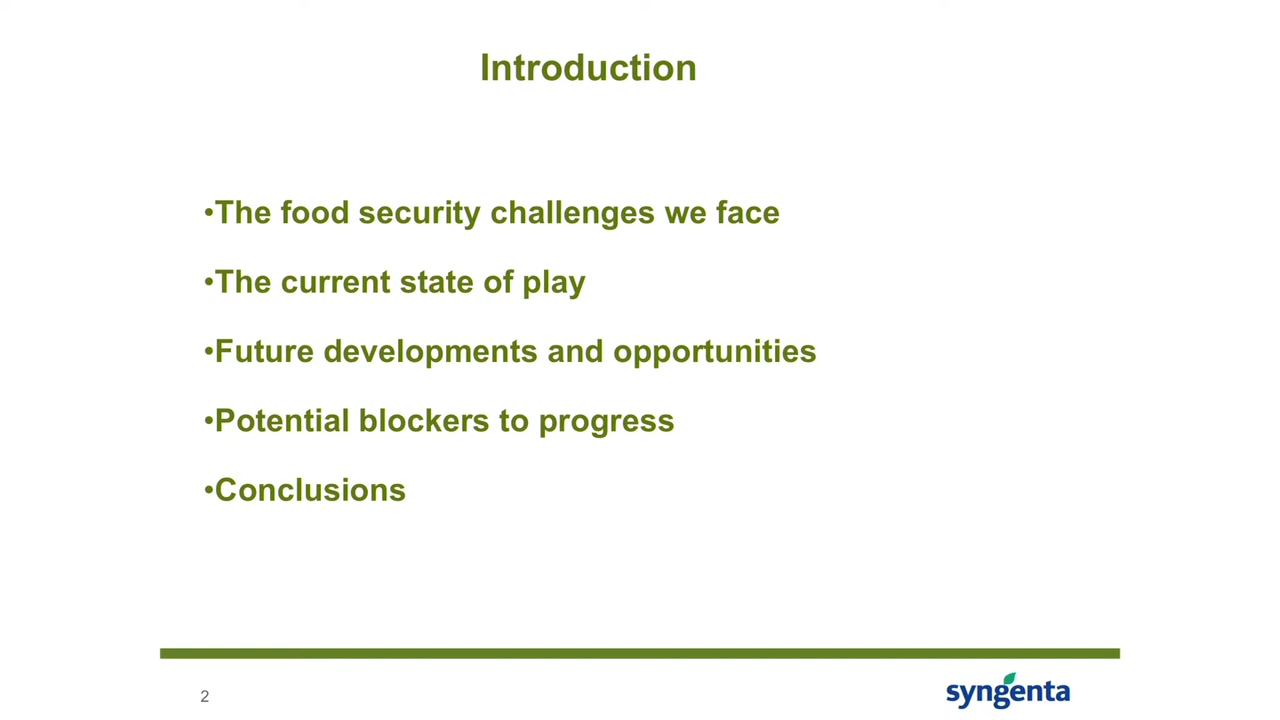 Introduction
•The food security challenges we face
•The current state of play
•Future developments and opportunities
•Potential blockers to progress
•Conclusions
2
syngenta